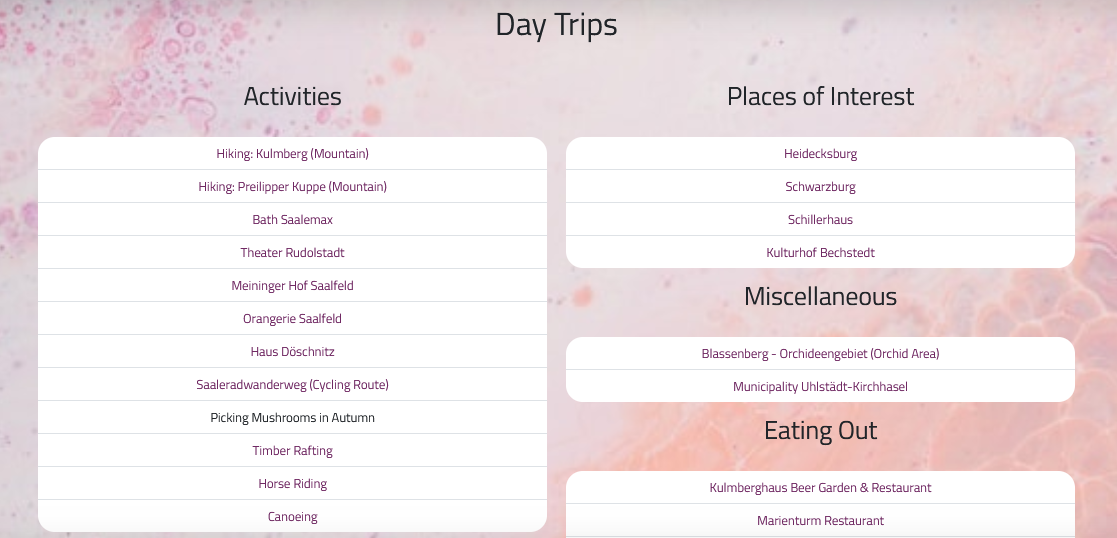 Day Trips
Activities
Hiking: Kulmberg (Mountain)
Hiking: Preilipper Kuppe (Mountain)
Bath Saalemax
Theater Rudolstadt
Meininger Hof Saalfeld
Orangerie Saalfeld
Haus Döschnitz
Saaleradwanderweg (Cycling Route)
Picking Mushrooms in Autumn
Timber Rafting
Horse Riding
Canoeing
Places of Interest
Heidecksburg
Schwarzburg
Schillerhaus
Kulturhof Bechstedt
Miscellaneous
Blassenberg - Orchideengebiet (Orchid Area)
Municipality Uhlstädt-Kirchhasel
Eating Out
Kulmberghaus Beer Garden & Restaurant
Marienturm Restaurant